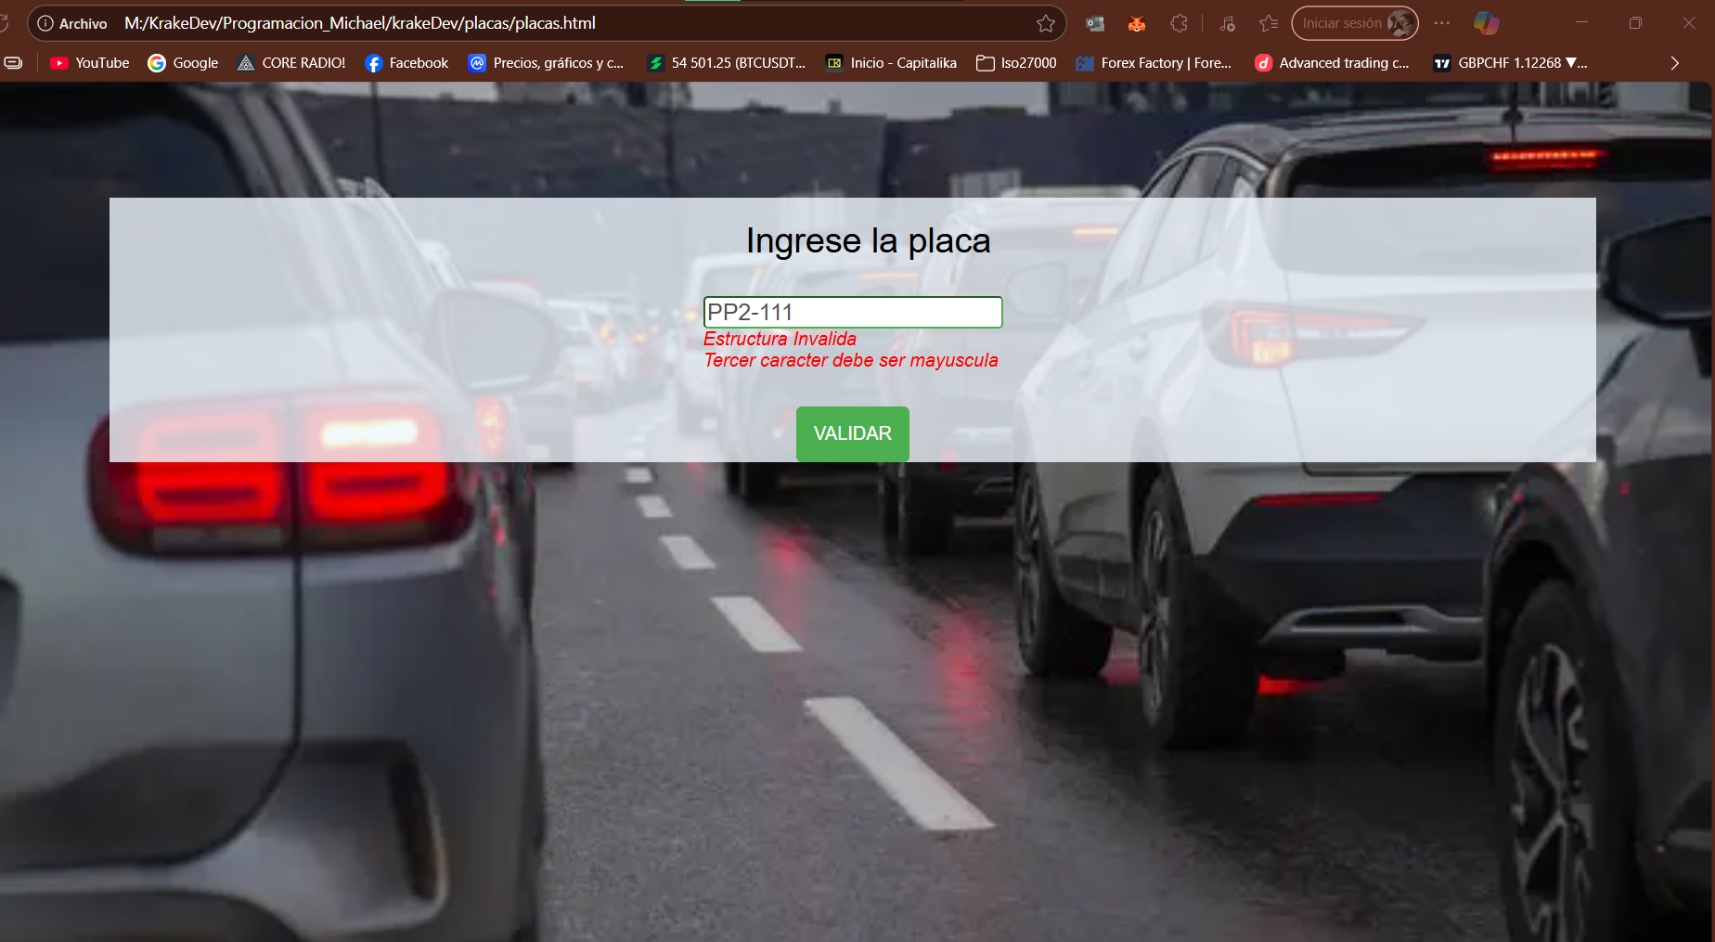 Archivo M:/KrakeDev/Programacion_Michael/krakeDev/placas/placas.html Iniciar sesión
YouTube Google CORE RADIO! Facebook Precios, gráficos y c... 54 501.25 (BTCUSDT... Inicio - Capitalika Iso27000 Forex Factory | Fore... Advanced trading c... GBPCHF 1.12268 ▼...
Ingrese la placa
PP2-111
Estructura Invalida
Tercer caracter debe ser mayuscula
VALIDAR